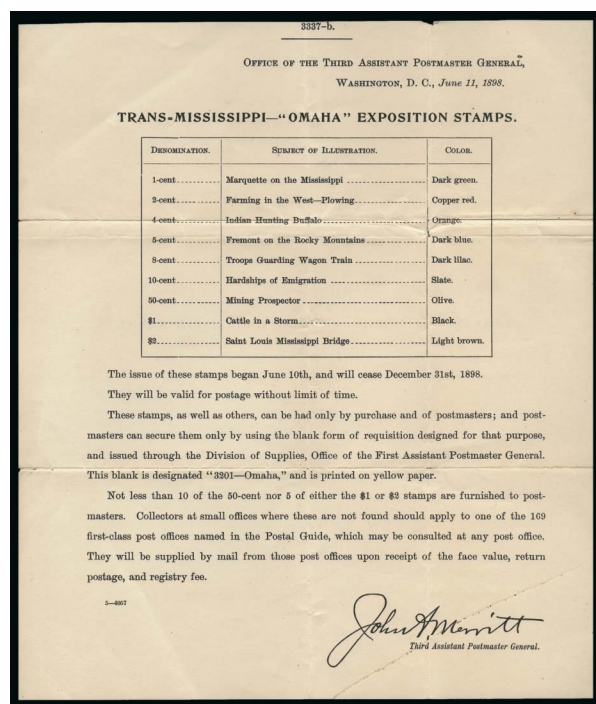 3337-b.
OFFICE OF THE THIRD ASSISTANT POSTMASTER GENERAL,
WASHINGTON, D. C., June 11, 1898.
TRANS-MISSISSIPPI—"OMAHA" EXPOSITION STAMPS.
DENOMINATION. SUBJECT OF ILLUSTRATION. COLOR.
1-cent Marquette on the Mississippi Dark green.
2-cent Farming in the West—Plowing Copper red.
4-cent Indian Hunting Buffalo Orange.
5-cent Fremont on the Rocky Mountains Dark blue.
8-cent Troops Guarding Wagon Train Dark lilac.
10-cent Hardships of Emigration Slate.
50-cent Mining Prospector Olive.
$1 Cattle in a Storm Black.
$2 Saint Louis Mississippi Bridge Light brown.
The issue of these stamps began June 10th, and will cease December 31st, 1898.
They will be valid for postage without limit of time.
These stamps, as well as others, can be had only by purchase and of postmasters; and post-
masters can secure them only by using the blank form of requisition designed for that purpose,
and issued through the Division of Supplies, Office of the First Assistant Postmaster General.
This blank is designated "3201—Omaha," and is printed on yellow paper.
Not less than 10 of the 50-cent nor 5 of either the $1 or $2 stamps are furnished to post-
masters. Collectors at small offices where these are not found should apply to one of the 169
first-class post offices named in the Postal Guide, which may be consulted at any post office.
They will be supplied by mail from those post offices upon receipt of the face value, return
postage, and registry fee.
John A. Merritt
Third Assistant Postmaster General.